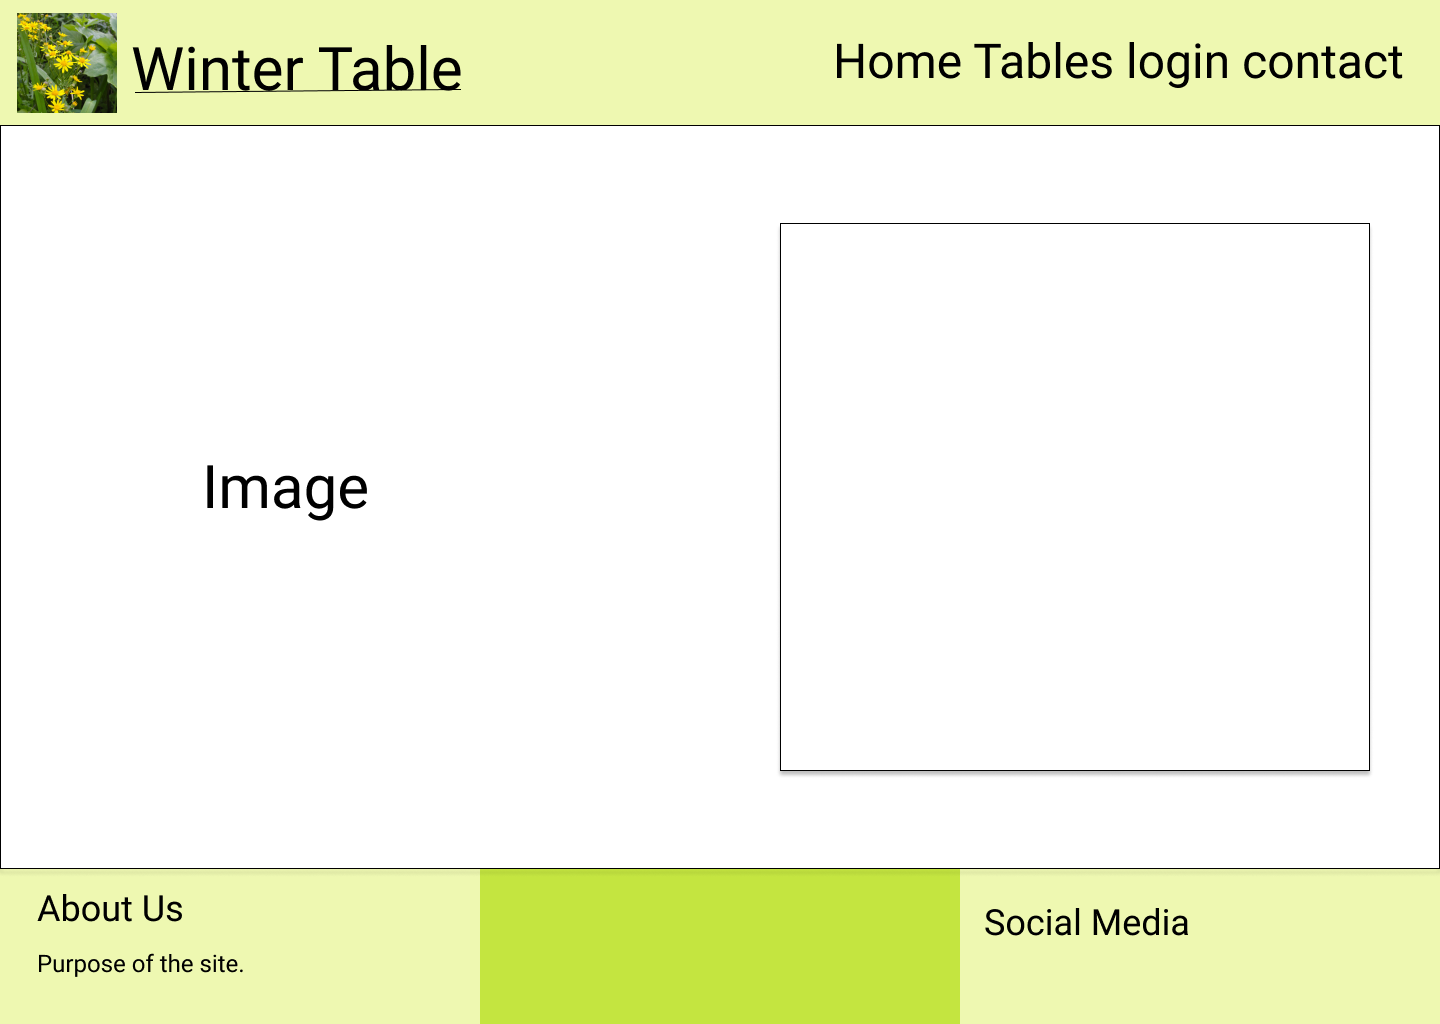 Winter Table
Home Tables login contact
Image
About Us
Purpose of the site.
Social Media